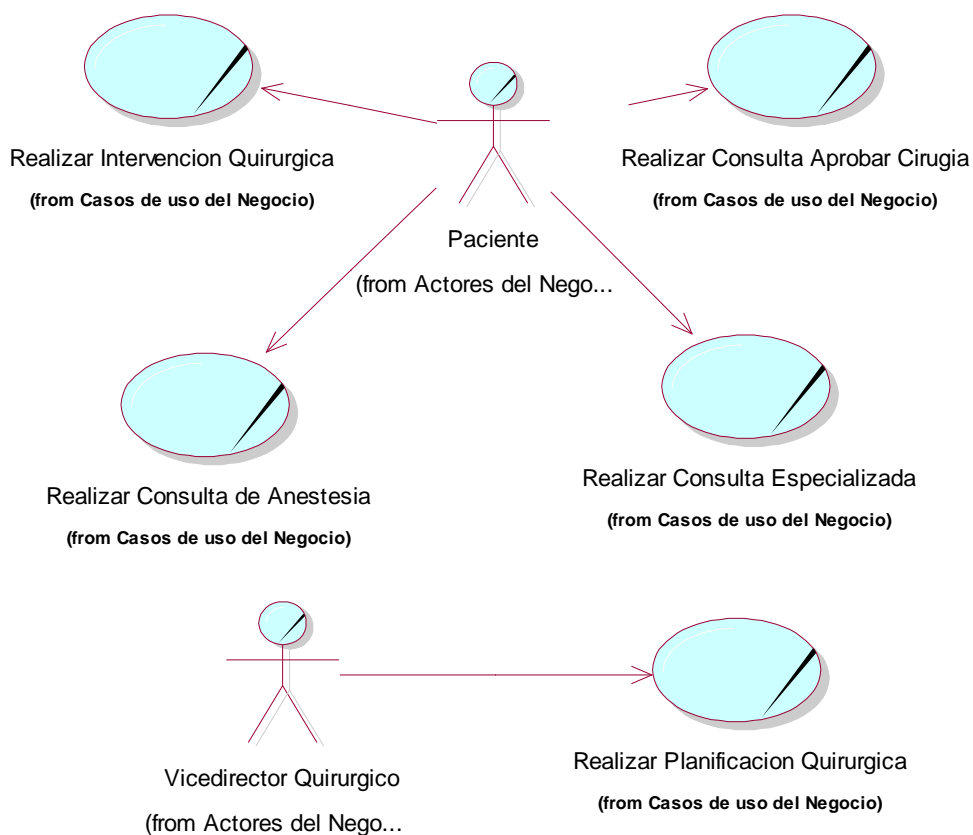 Realizar Intervencion Quirurgica
(from Casos de uso del Negocio)
Realizar Consulta Aprobar Cirugia
(from Casos de uso del Negocio)
Paciente
(from Actores del Nego...
Realizar Consulta de Anestesia
(from Casos de uso del Negocio)
Realizar Consulta Especializada
(from Casos de uso del Negocio)
Vicedirector Quirurgico
(from Actores del Nego...
Realizar Planificacion Quirurgica
(from Casos de uso del Negocio)